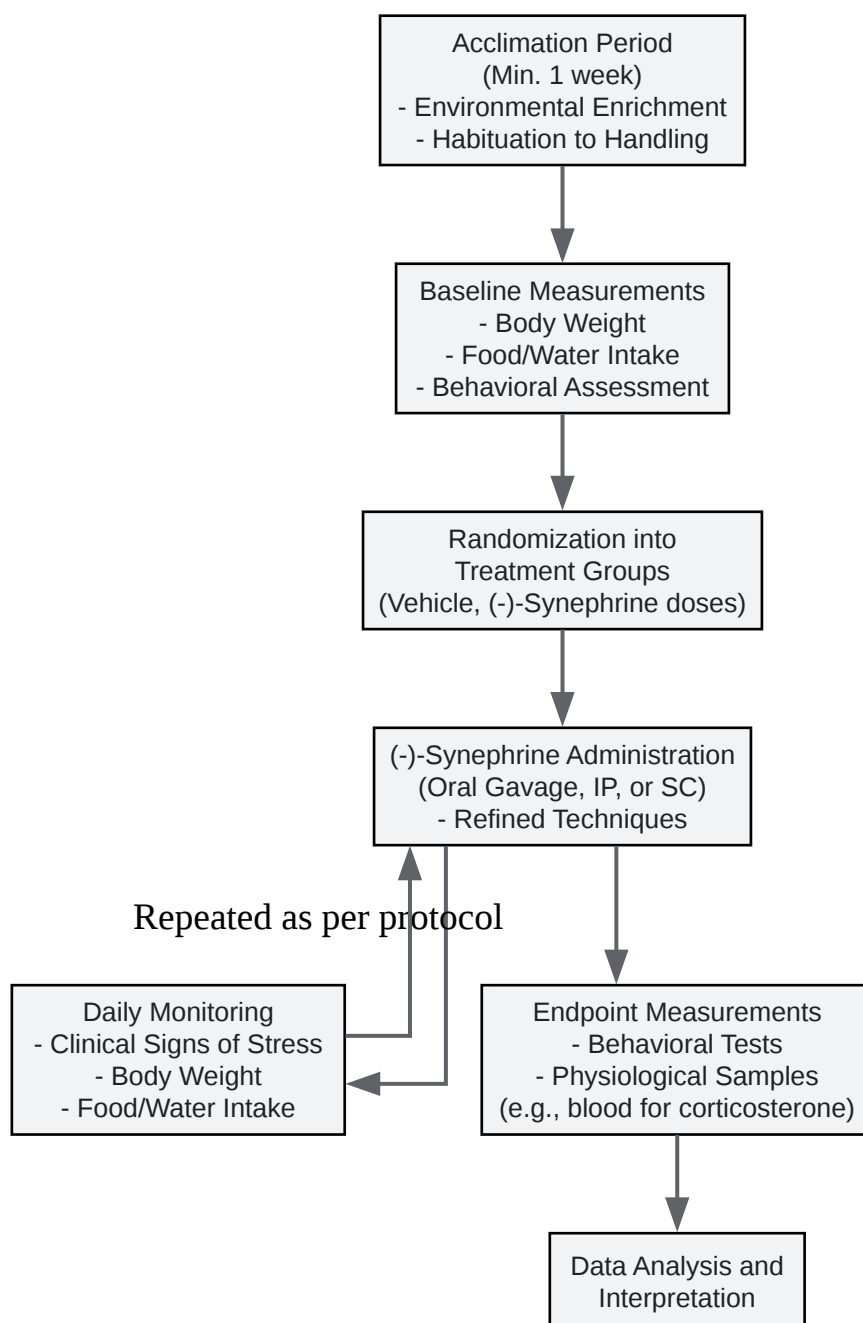 Acclimation Period
(Min. 1 week)
- Environmental Enrichment
- Habituation to Handling
Baseline Measurements
- Body Weight
- Food/Water Intake
- Behavioral Assessment
Randomization into
Treatment Groups
(Vehicle, (-)-Synephrine doses)
(-)-Synephrine Administration
(Oral Gavage, IP, or SC)
- Refined Techniques
Repeated as per protocol
Daily Monitoring
- Clinical Signs of Stress
- Body Weight
- Food/Water Intake
Endpoint Measurements
- Behavioral Tests
- Physiological Samples
(e.g., blood for corticosterone)
Data Analysis and
Interpretation